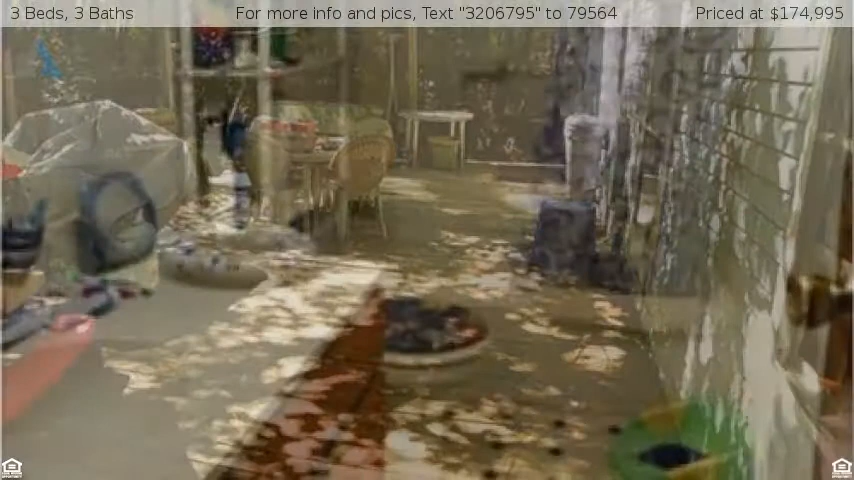 3 Beds, 3 Baths
For more info and pics, Text "3206795" to 79564
Priced at $174,995